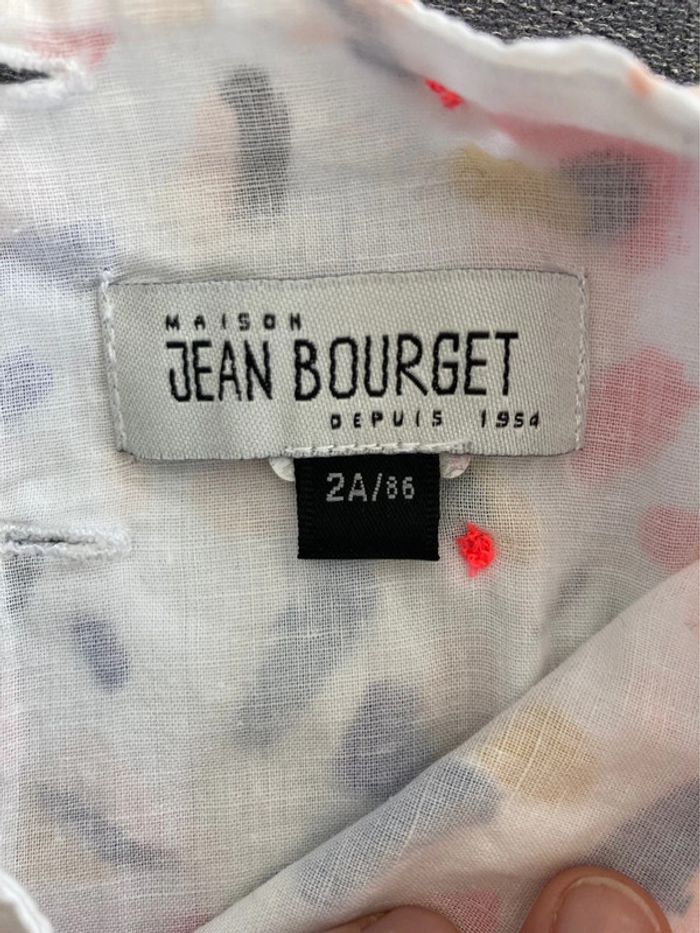 MAISON
JEAN BOURGET
DEPUIS 1954
2A/86